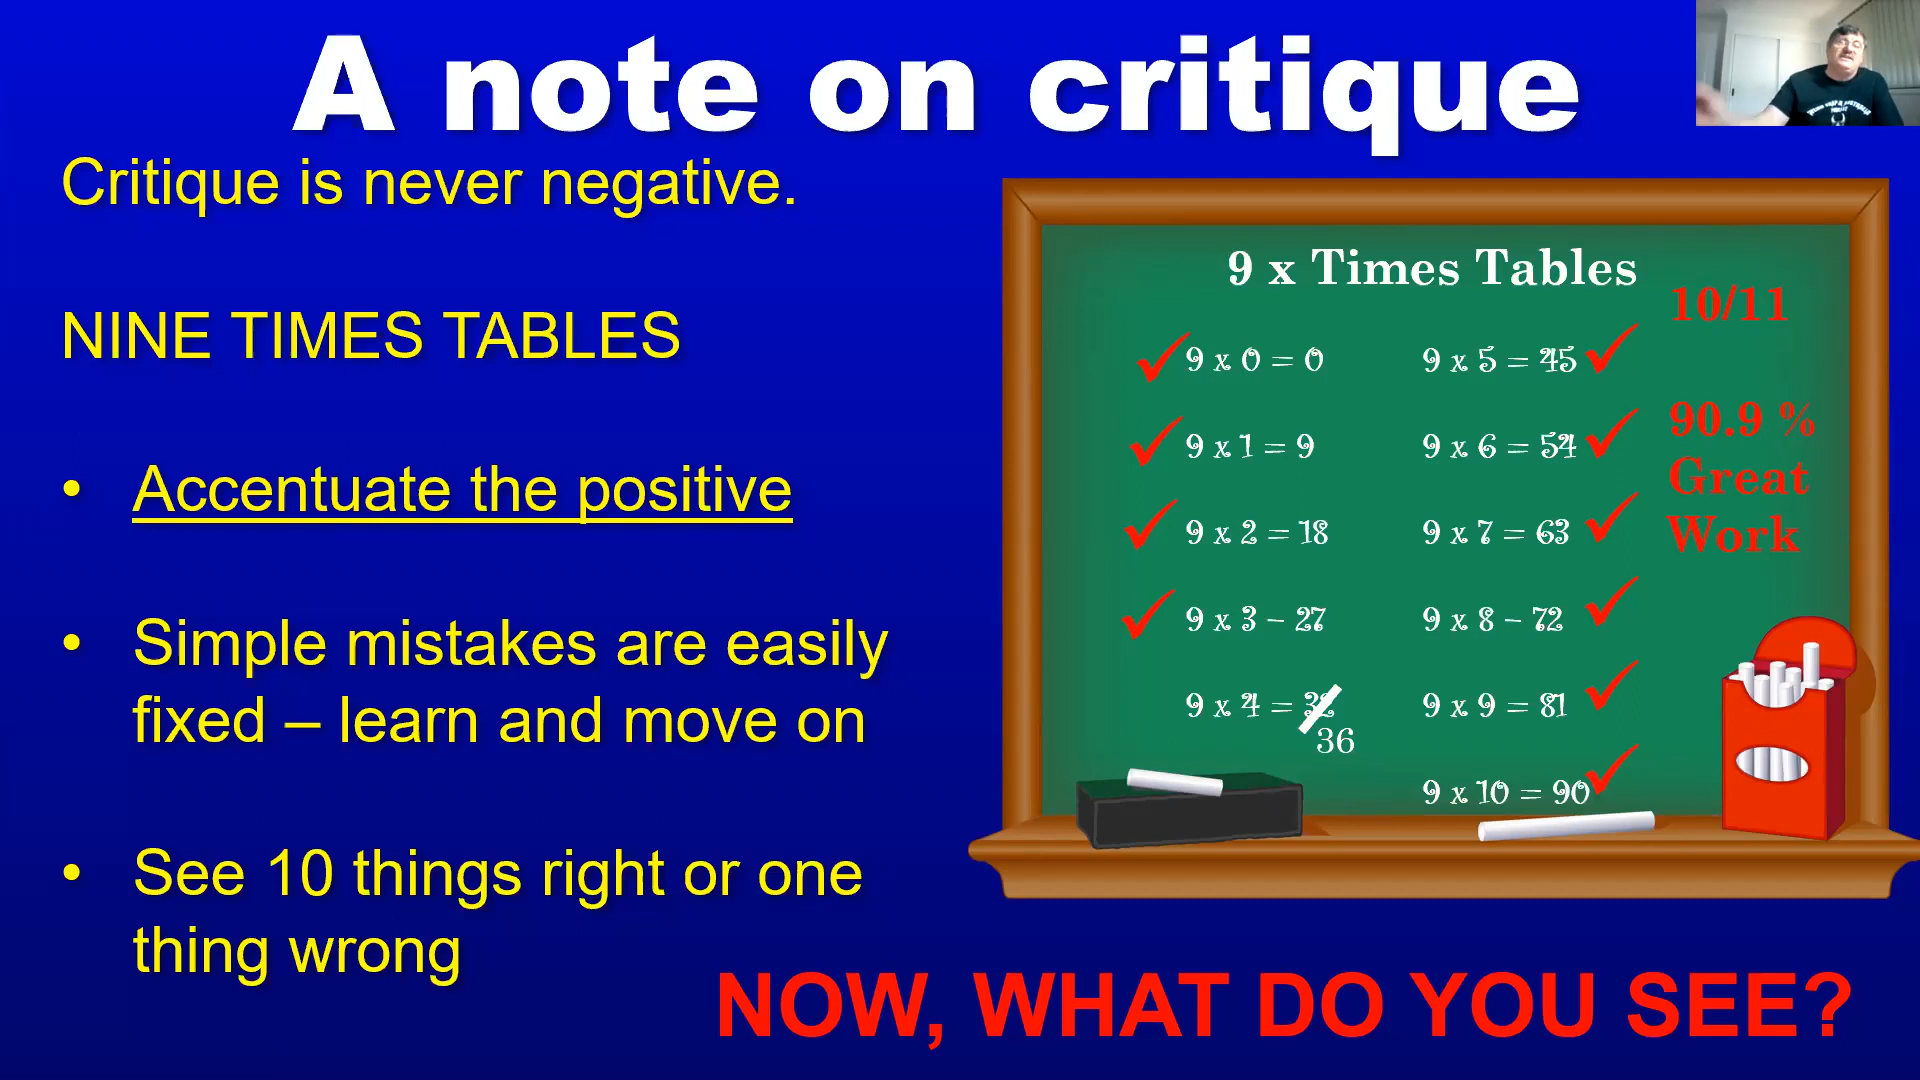 A note on critique
Critique is never negative.
NINE TIMES TABLES
• Accentuate the positive
• Simple mistakes are easily
fixed – learn and move on
• See 10 things right or one
thing wrong
9 x Times Tables
10/11
9 x 0 = 0
9 x 5 = 45
90.9 %
Great
Work
9 x 1 = 9
9 x 6 = 54
9 x 2 = 18
9 x 7 = 63
9 x 3 – 27
9 x 8 – 72
9 x 4 = 32
36
9 x 9 = 81
9 x 10 = 90
NOW, WHAT DO YOU SEE?